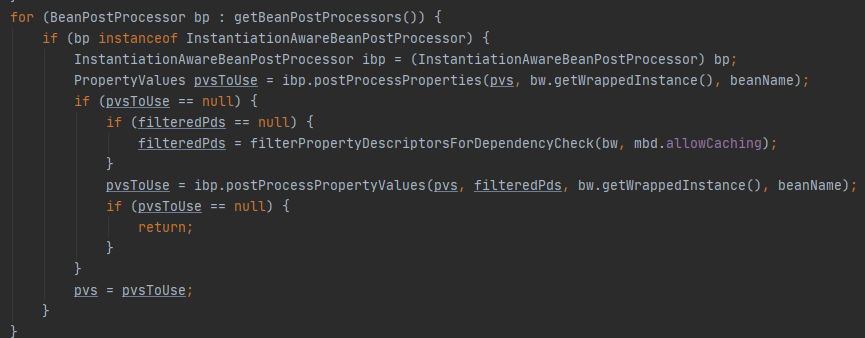 for (BeanPostProcessor bp : getBeanPostProcessors()) {
    if (bp instanceof InstantiationAwareBeanPostProcessor) {
        InstantiationAwareBeanPostProcessor ibp = (InstantiationAwareBeanPostProcessor) bp;
        PropertyValues pvsToUse = ibp.postProcessProperties(pvs, bw.getWrappedInstance(), beanName);
        if (pvsToUse == null) {
            if (filteredPds == null) {
                filteredPds = filterPropertyDescriptorsForDependencyCheck(bw, mbd.allowCaching);
            }
            pvsToUse = ibp.postProcessPropertyValues(pvs, filteredPds, bw.getWrappedInstance(), beanName);
            if (pvsToUse == null) {
                return;
            }
        }
        pvs = pvsToUse;
    }
}